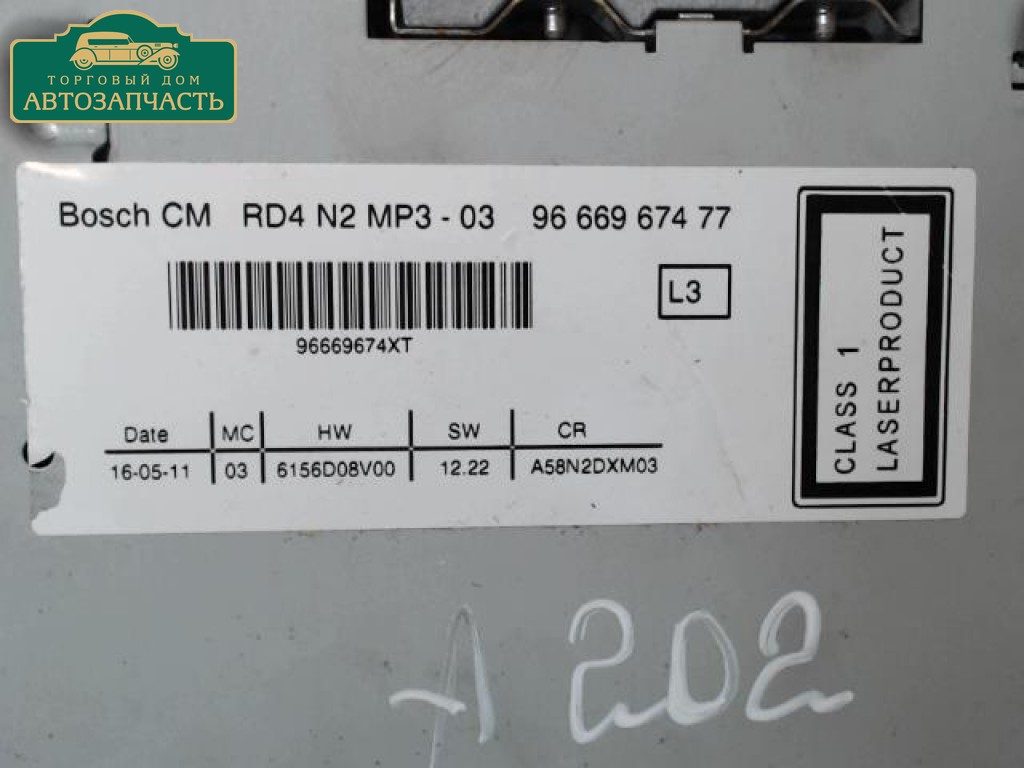 ТОРГОВЫЙ ДОМ
АВТОЗАПЧАСТЬ
Bosch CM RD4 N2 MP3 - 03 96 669 674 77
L3
96669674XT
Date MC HW SW CR
16-05-11 03 6156D08V00 12.22 A58N2DXM03
CLASS 1
LASERPRODUCT
A202